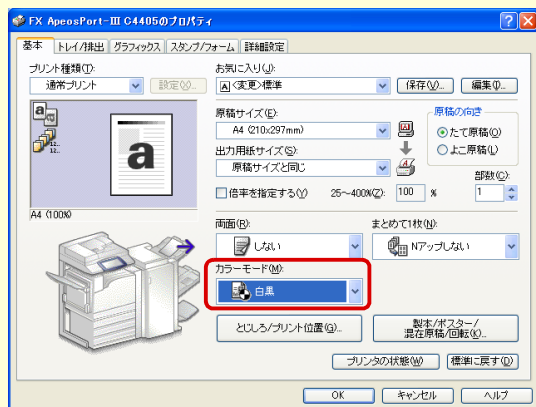 FX ApeosPort-III C4405のプロパティ
基本 トレイ/排出 グラフィックス スタンプ/フォーム 詳細設定
プリント種類(T):
通常プリント 設定(X)...
お気に入り(J):
A <変更>標準 保存(V)... 編集(I)...
原稿サイズ(E):
A4 (210x297mm)
出力用紙サイズ(S):
原稿サイズと同じ
原稿の向き
たて原稿(O)
よこ原稿(L)
倍率を指定する(Y) 25~400%(Z): 100 %
部数(C):
1
a
A4 (100%)
両面(R):
しない
まとめて1枚(N):
Nアップしない
カラーモード(M):
白黒
とじしろ/プリント位置(G)...
製本/ポスター/
混在原稿/回転(K)...
プリンタの状態(W) 標準に戻す(D)
OK キャンセル ヘルプ